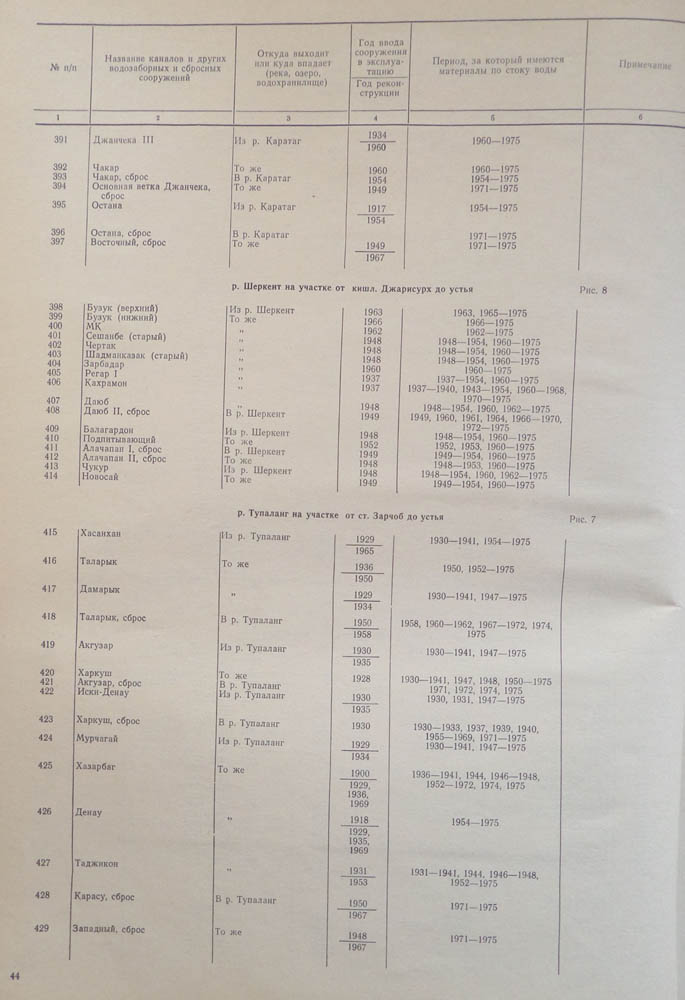 № п/п | Название каналов и других водозаборных и сбросных сооружений | Откуда выходит или куда впадает (река, озеро, водохранилище) | Год ввода сооружения в эксплуатацию / Год реконструкции | Период, за который имеются материалы по стоку воды | Примечание
1 | 2 | 3 | 4 | 5 | 6
391 Джанчека III Из р. Каратаг 1934/1960 1960—1975
392 Чакар То же 1960 1960—1975
393 Чакар, сброс В р. Каратаг 1954 1954—1975
394 Основная ветка Джанчека, То же 1949 1971—1975
сброс
395 Остана Из р. Каратаг 1917/1954 1954—1975
396 Остана, сброс В р. Каратаг 1971—1975
397 Восточный, сброс То же 1949/1967 1971—1975
р. Шеркент на участке от кишл. Джарисурх до устья Рис. 8
398 Бузук (верхний) Из р. Шеркент 1963 1963, 1965—1975
399 Бузук (нижний) То же 1966 1966—1975
400 МК „ 1962 1962—1975
401 Сешанбе (старый) „ 1948 1948—1954, 1960—1975
402 Чертак „ 1948 1948—1954, 1960—1975
403 Шадманкавак (старый) „ 1948 1948—1954, 1960—1975
404 Зарбадар „ 1960 1960—1975
405 Регар I „ 1937 1937—1954, 1960—1975
406 Кахрамон „ 1937 1937—1940, 1943—1954, 1960—1968,
1970—1975
407 Даюб „ 1948 1948—1954, 1960, 1962—1975
408 Даюб II, сброс В р. Шеркент 1949 1949, 1960, 1961, 1964, 1966—1970,
1972—1975
409 Балагардон Из р. Шеркент 1948 1948—1954, 1960—1975
410 Подпитывающий То же 1952 1952, 1953, 1960—1975
411 Алачапан I, сброс В р. Шеркент 1949 1949—1954, 1960—1975
412 Алачапан II, сброс То же 1948 1948—1953, 1960—1975
413 Чукур Из р. Шеркент 1948 1948—1954, 1960, 1962—1975
414 Новосай То же 1949 1949—1954, 1960—1975
р. Тупаланг на участке от ст. Зарчоб до устья Рис. 7
415 Хасанхан Из р. Тупаланг 1929/1965 1930—1941, 1954—1975
416 Таларык То же 1936/1950 1950, 1952—1975
417 Дамарык „ 1929/1934 1930—1941, 1947—1975
418 Таларык, сброс В р. Тупаланг 1950/1958 1958, 1960—1962, 1967—1972, 1974,
1975
419 Акгузар Из р. Тупаланг 1930/1935 1930—1941, 1947—1975
420 Харкуш То же 1928 1930—1941, 1947, 1948, 1950—1975
421 Акгузар, сброс В р. Тупаланг 1971, 1972, 1974, 1975
422 Иски-Денау Из р. Тупаланг 1930/1935 1930, 1931, 1947—1975
423 Харкуш, сброс В р. Тупаланг 1930 1930—1933, 1937, 1939, 1940,
1955—1969, 1971—1975
424 Мурчагай Из р. Тупаланг 1929/1934 1930—1941, 1947—1975
425 Хазарбаг То же 1900/1929, 1936, 1969 1936—1941, 1944, 1946—1948,
1952—1972, 1974, 1975
426 Денау „ 1918/1929, 1935, 1969 1954—1975
427 Таджикон „ 1931/1953 1931—1941, 1944, 1946—1948,
1952—1975
428 Карасу, сброс В р. Тупаланг 1950/1967 1971—1975
429 Западный, сброс То же 1948/1967 1971—1975
44